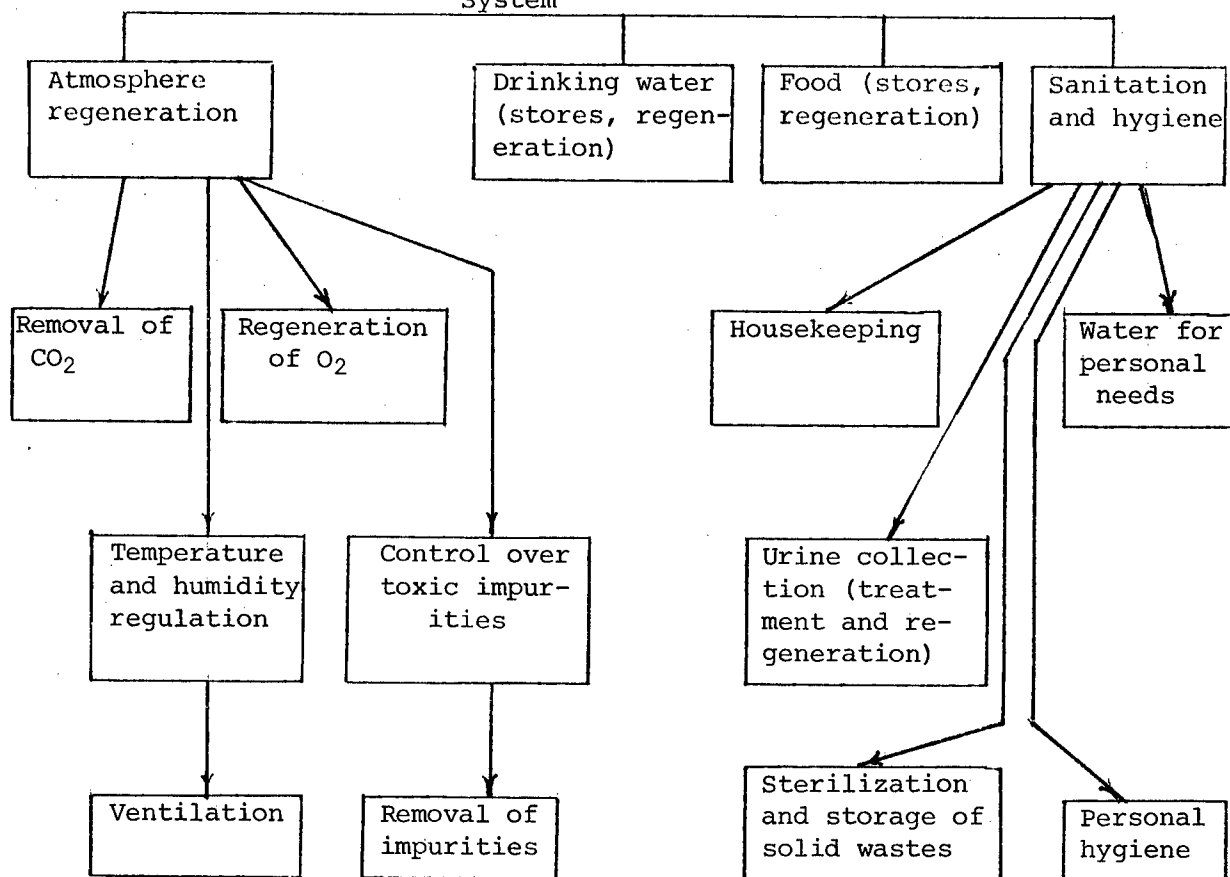 System
Atmosphere
regeneration
Drinking water
(stores, regen-
eration)
Food (stores,
regeneration)
Sanitation
and hygiene
Removal of
CO2
Regeneration
of O2
Housekeeping
Water for
personal
needs
Temperature
and humidity
regulation
Control over
toxic impur-
ities
Urine collec-
tion (treat-
ment and re-
generation)
Ventilation
Removal of
impurities
Sterilization
and storage of
solid wastes
Personal
hygiene